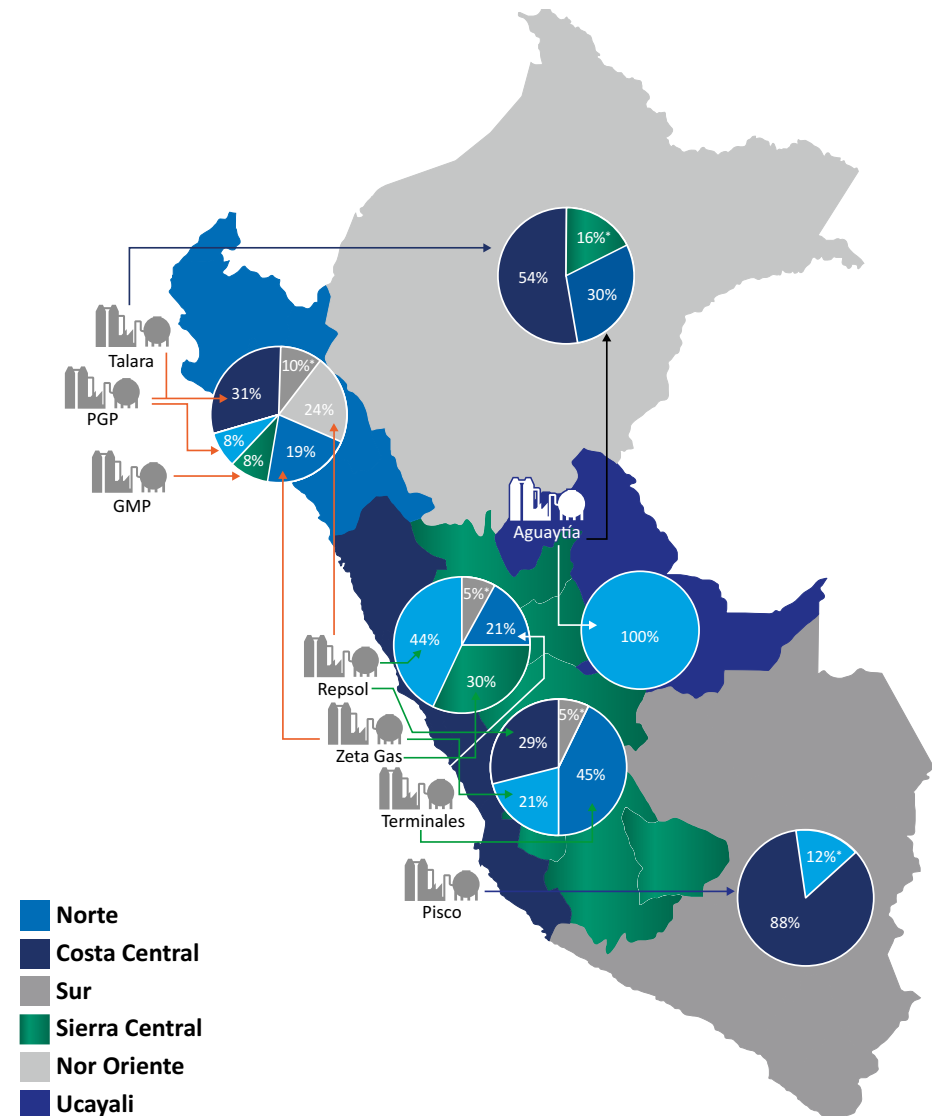 16%*
54%
30%
Talara
10%*
31%
24%
PGP
8%
19%
8%
GMP
Aguaytía
5%*
44%
21%
100%
30%
Repsol
5%*
29%
Zeta Gas
45%
21%
Terminales
12%*
Pisco
88%
Norte
Costa Central
Sur
Sierra Central
Nor Oriente
Ucayali